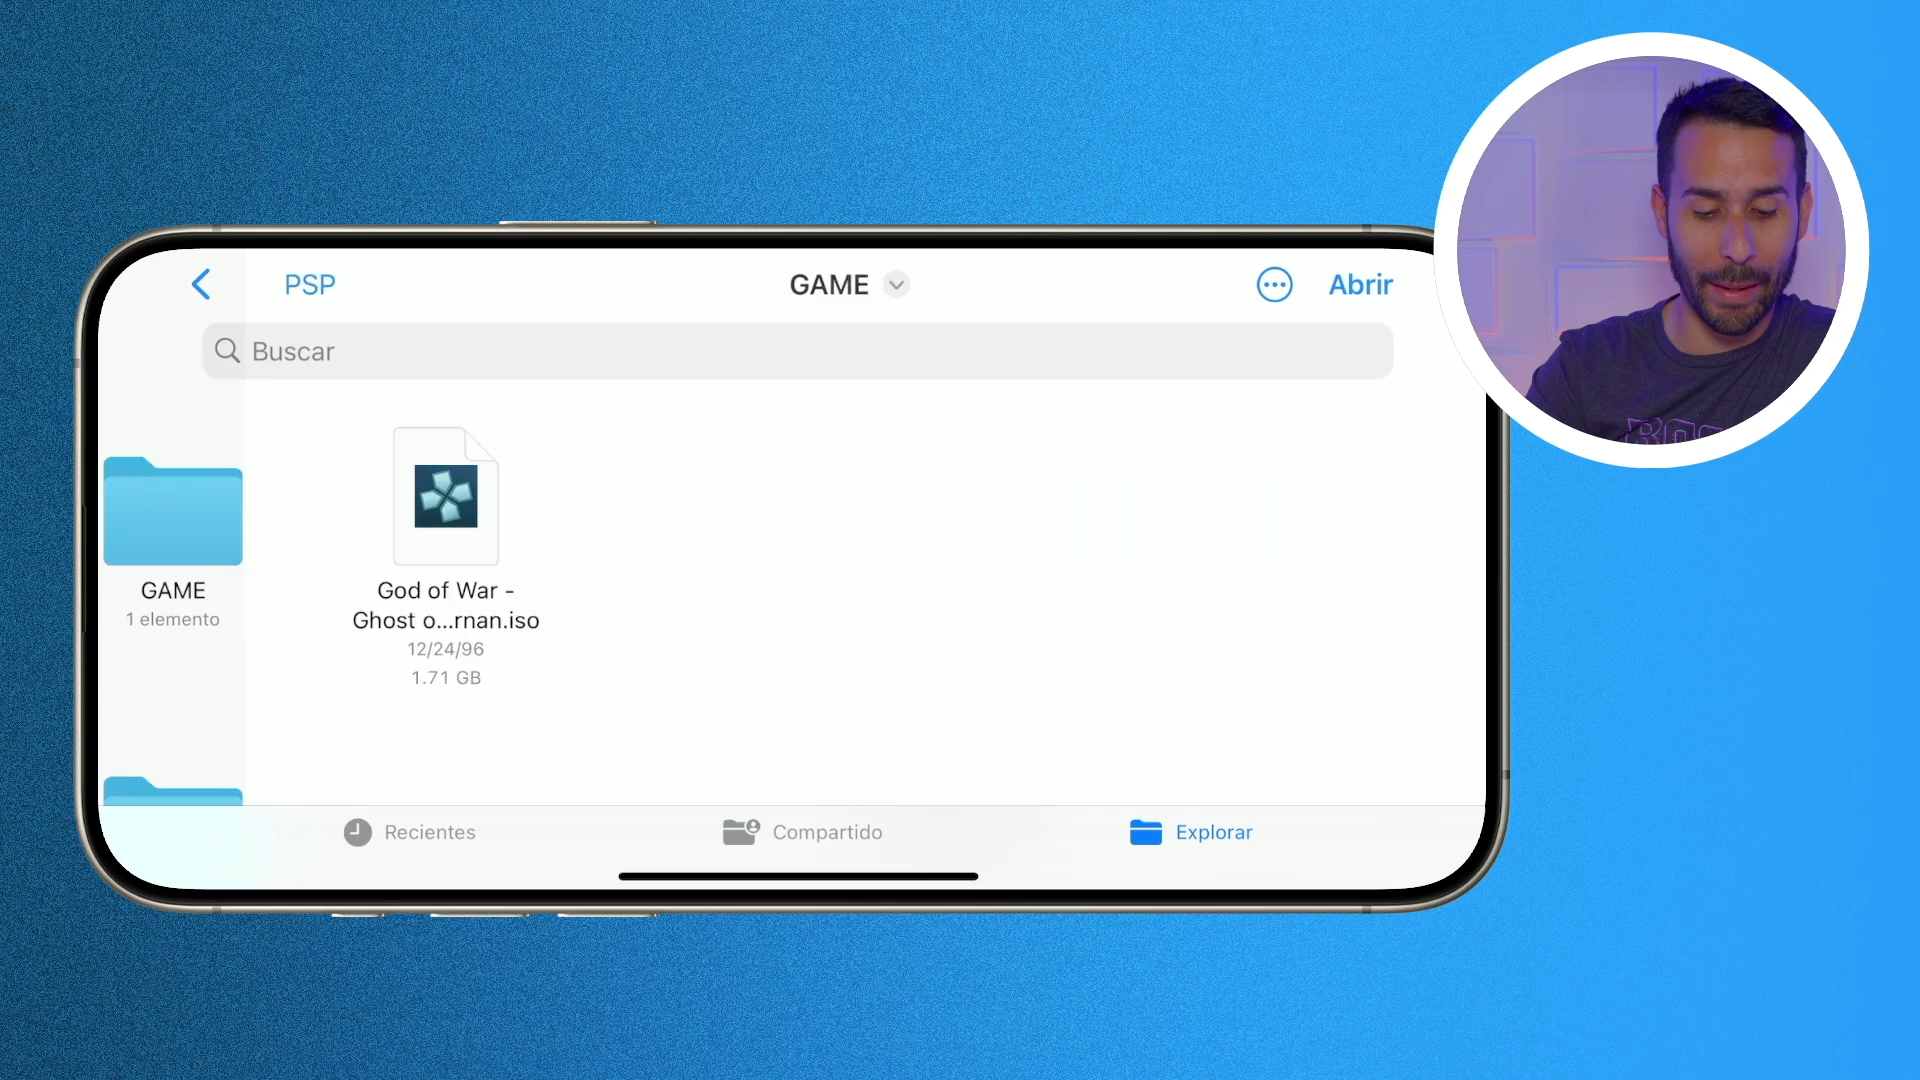 PSP
GAME
Abrir
Buscar
GAME
1 elemento
God of War -
Ghost o...rnan.iso
12/24/96
1.71 GB
Recientes
Compartido
Explorar